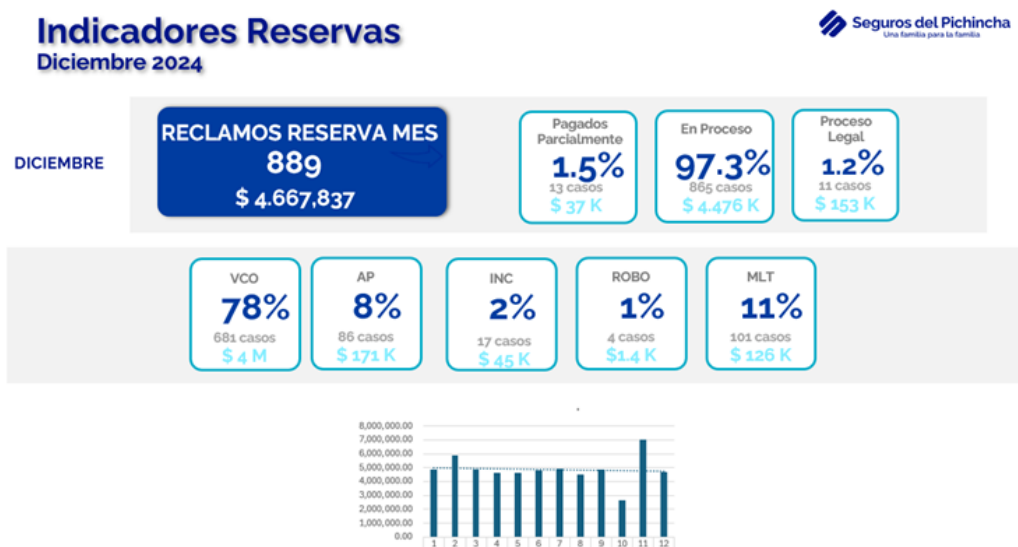 Indicadores Reservas
Diciembre 2024
Seguros del Pichincha
Una familia para la familia
DICIEMBRE
RECLAMOS RESERVA MES
889
$ 4.667,837
Pagados
Parcialmente
1.5%
13 casos
$ 37 K
En Proceso
97.3%
865 casos
$ 4.476 K
Proceso
Legal
1.2%
11 casos
$ 153 K
VCO
78%
681 casos
$ 4 M
AP
8%
86 casos
$ 171 K
INC
2%
17 casos
$ 45 K
ROBO
1%
4 casos
$1.4 K
MLT
11%
101 casos
$ 126 K
8,000,000.00
7,000,000.00
6,000,000.00
5,000,000.00
4,000,000.00
3,000,000.00
2,000,000.00
1,000,000.00
0.00
1 2 3 4 5 6 7 8 9 10 11 12